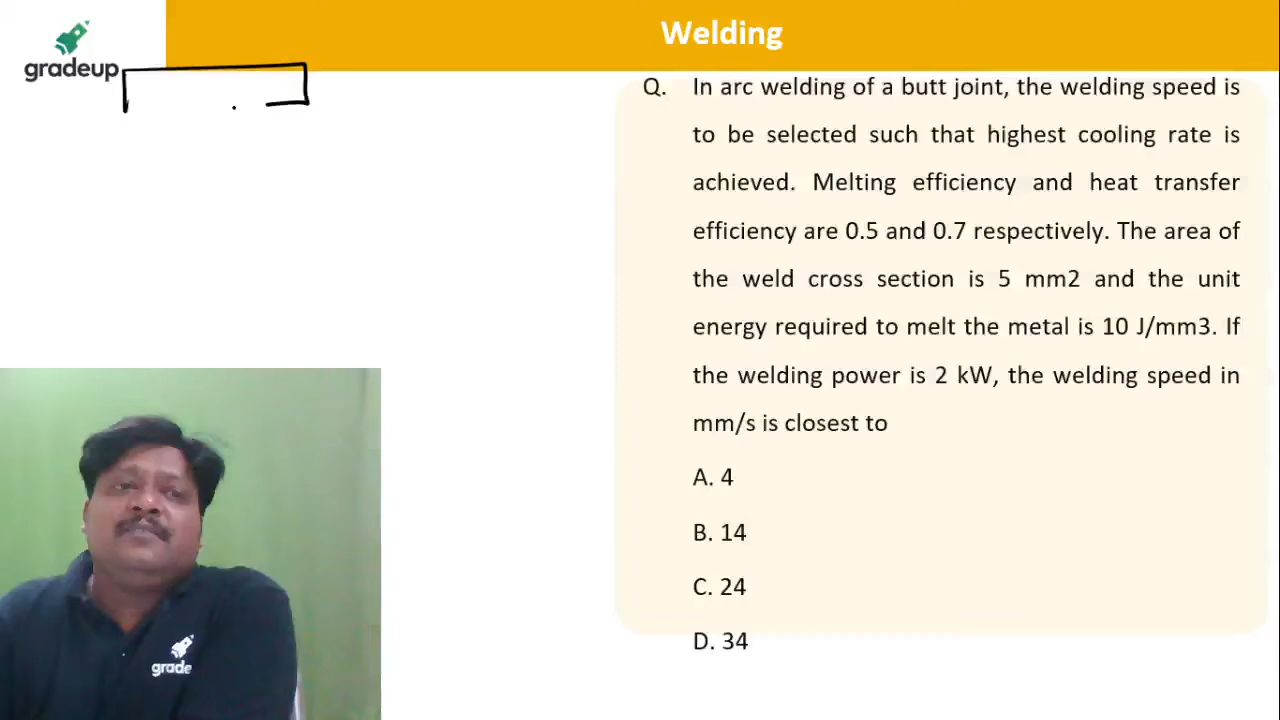 Welding
gradeup
Q. In arc welding of a butt joint, the welding speed is
to be selected such that highest cooling rate is
achieved. Melting efficiency and heat transfer
efficiency are 0.5 and 0.7 respectively. The area of
the weld cross section is 5 mm2 and the unit
energy required to melt the metal is 10 J/mm3. If
the welding power is 2 kW, the welding speed in
mm/s is closest to
A. 4
B. 14
C. 24
D. 34
grade